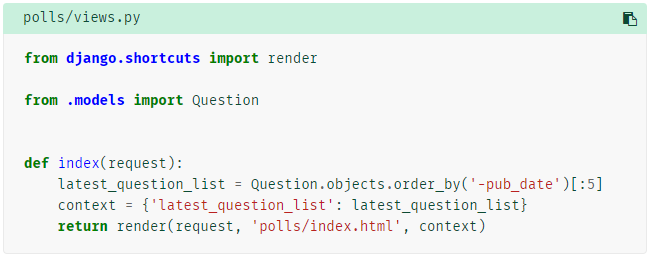 polls/views.py
from django.shortcuts import render
from .models import Question
def index(request):
    latest_question_list = Question.objects.order_by('-pub_date')[:5]
    context = {'latest_question_list': latest_question_list}
    return render(request, 'polls/index.html', context)